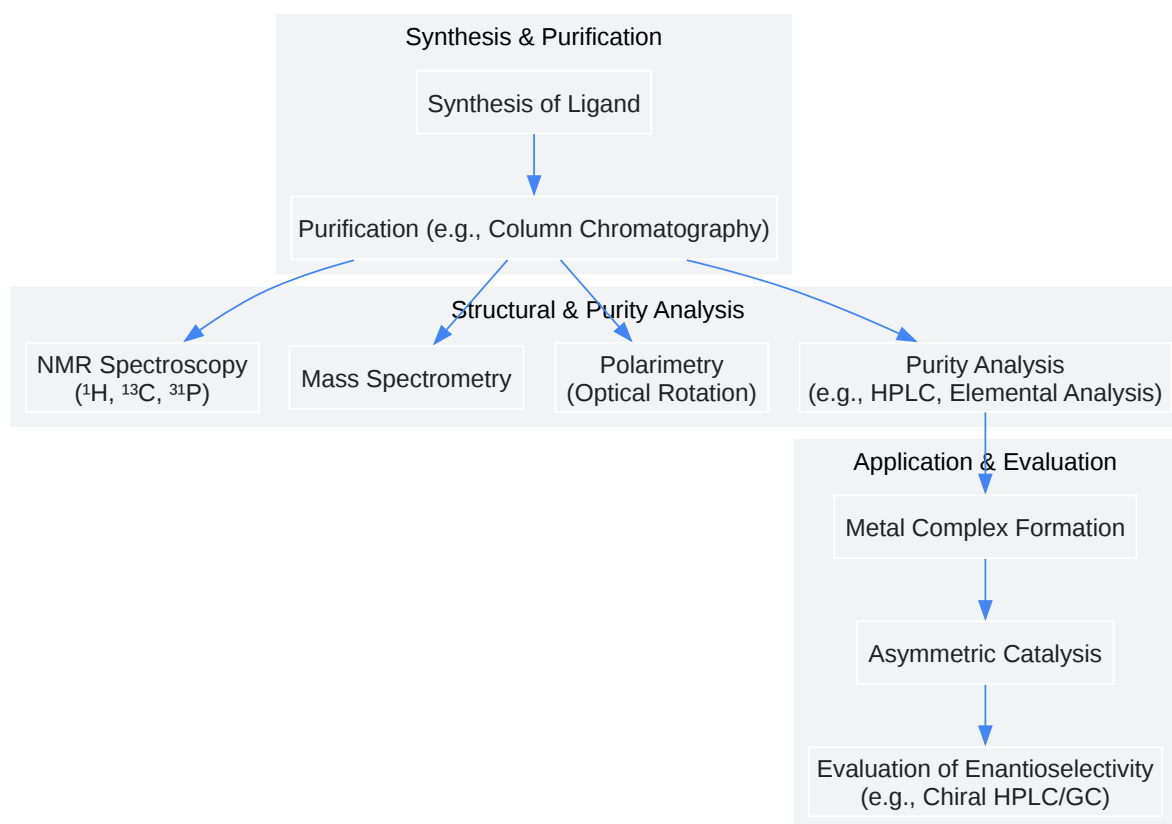 Synthesis & Purification
Synthesis of Ligand
Purification (e.g., Column Chromatography)
Structural & Purity Analysis
NMR Spectroscopy
(¹H, ¹³C, ³¹P)
Mass Spectrometry
Polarimetry
(Optical Rotation)
Purity Analysis
(e.g., HPLC, Elemental Analysis)
Application & Evaluation
Metal Complex Formation
Asymmetric Catalysis
Evaluation of Enantioselectivity
(e.g., Chiral HPLC/GC)